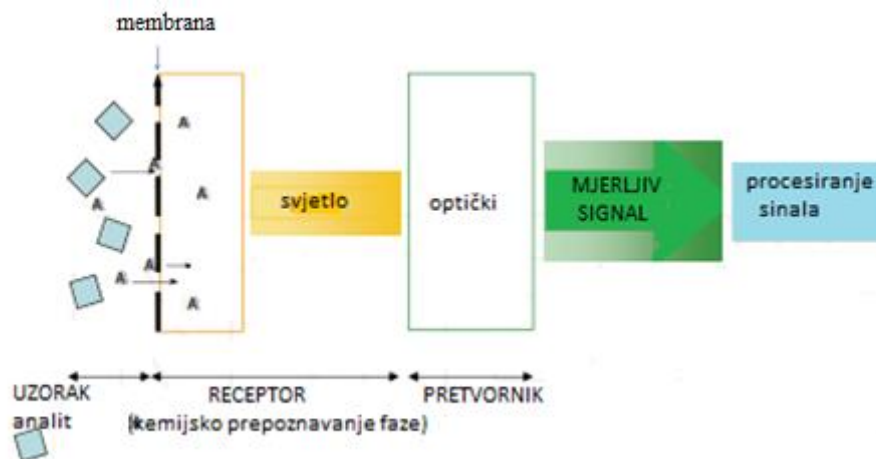 membrana
A
A
A
A
A
A
A
svjetlo
optički
MJERLJIV
SIGNAL
procesiranje
sinala
UZORAK
analit
RECEPTOR
(kemijsko prepoznavanje faze)
PRETVORNIK